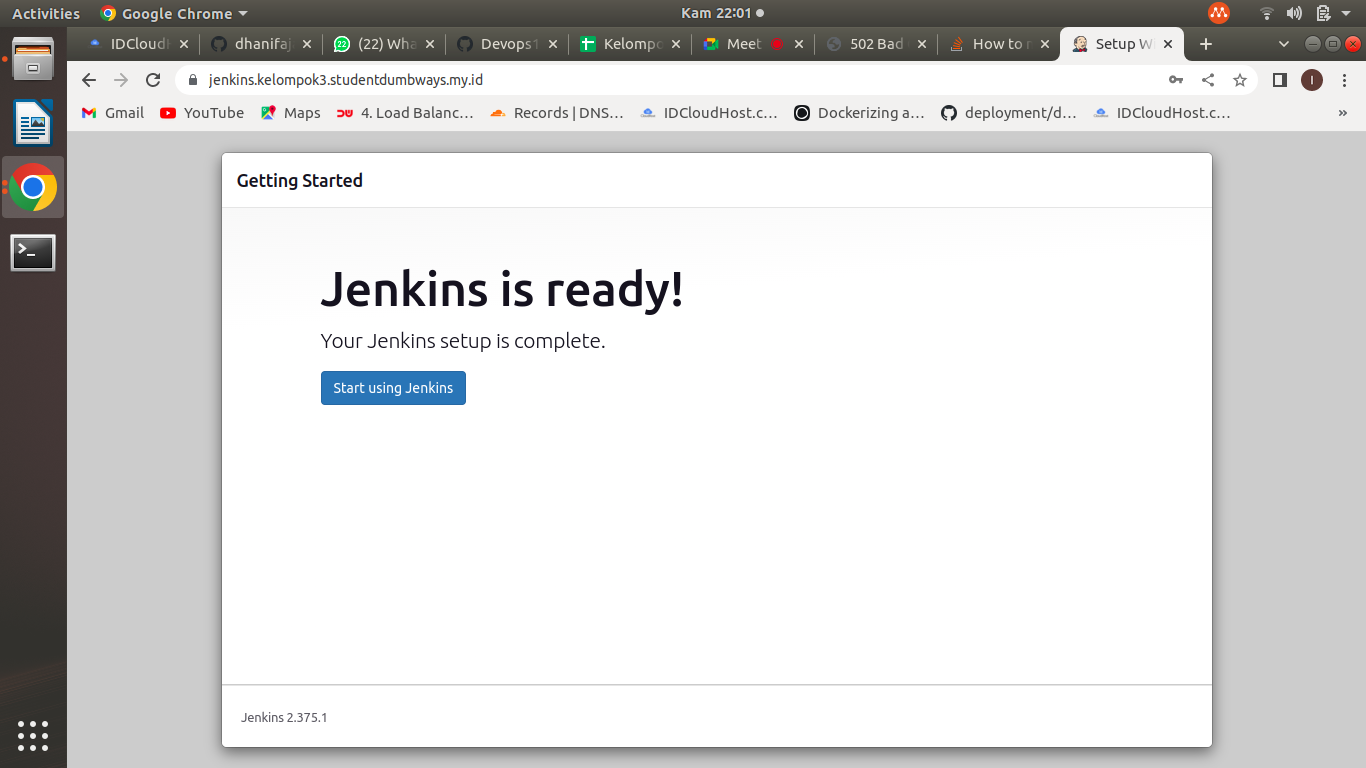 Activities Google Chrome Kam 22:01
IDCloudH dhanifaj (22) Wha Devops1 Kelompo Meet 502 Bad How to Setup W
jenkins.kelompok3.studentdumbways.my.id I
Gmail YouTube Maps 4. Load Balanc… Records | DNS… IDCloudHost.c… Dockerizing a… deployment/d… IDCloudHost.c… »
Getting Started
Jenkins is ready!
Your Jenkins setup is complete.
Start using Jenkins
Jenkins 2.375.1